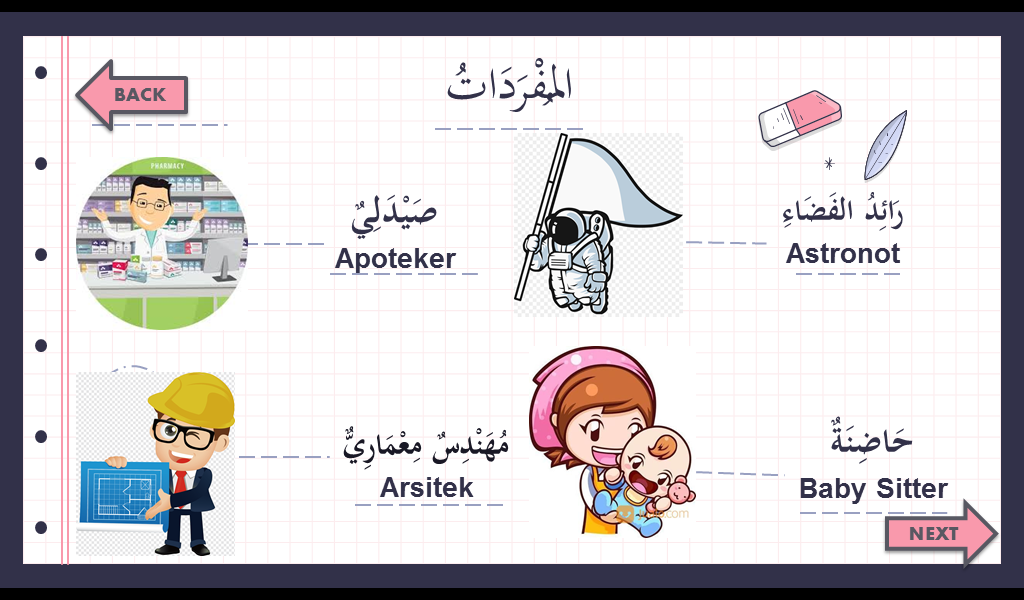 BACK
المُفْرَدَاتُ
PHARMACY
صَيْدَلِيٌّ
Apoteker
رَائِدُ الفَضَاءِ
Astronot
مُهَنْدِسٌ مِعْمَارِيٌّ
Arsitek
حَاضِنَةٌ
Baby Sitter
NEXT